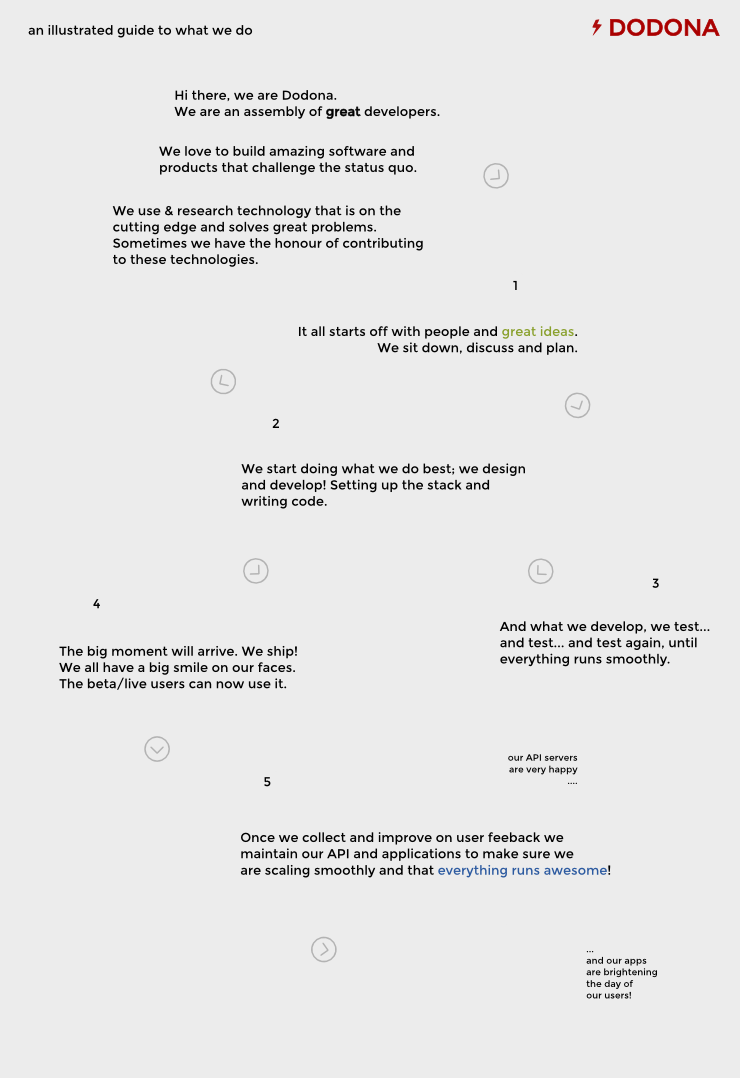 an illustrated guide to what we do
DODONA
Hi there, we are Dodona.
We are an assembly of great developers.
We love to build amazing software and
products that challenge the status quo.
We use & research technology that is on the
cutting edge and solves great problems.
Sometimes we have the honour of contributing
to these technologies.
1
It all starts off with people and great ideas.
We sit down, discuss and plan.
2
We start doing what we do best; we design
and develop! Setting up the stack and
writing code.
3
And what we develop, we test...
and test... and test again, until
everything runs smoothly.
4
The big moment will arrive. We ship!
We all have a big smile on our faces.
The beta/live users can now use it.
our API servers
are very happy
....
5
Once we collect and improve on user feeback we
maintain our API and applications to make sure we
are scaling smoothly and that everything runs awesome!
...
and our apps
are brightening
the day of
our users!